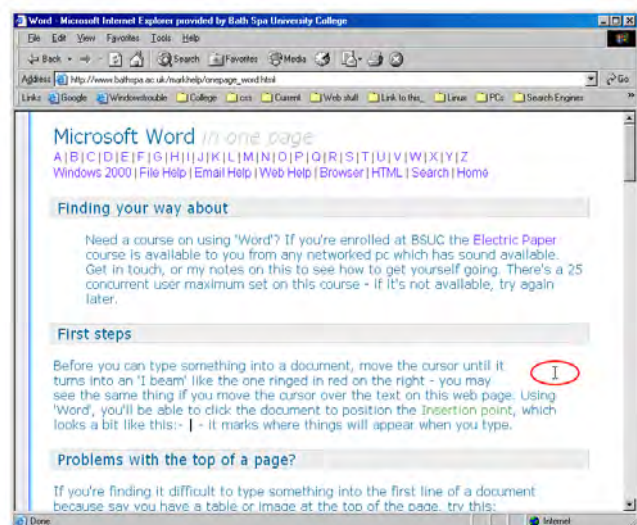 Word - Microsoft Internet Explorer provided by Bath Spa University College
File Edit View Favorites Tools Help
Back Search Favorites Media
Address http://www.bathspa.ac.uk/markhelp/onepage_word.html Go
Links Google Windowstrouble College css Current Web stuff Link to this_ Linux PCs Search Engines »
Microsoft Word in one page
A|B|C|D|E|F|G|H|I|J|K|L|M|N|O|P|Q|R|S|T|U|V|W|X|Y|Z
Windows 2000 | File Help | Email Help | Web Help | Browser | HTML | Search | Home
Finding your way about
Need a course on using 'Word'? If you're enrolled at BSUC the Electric Paper
course is available to you from any networked pc which has sound available.
Get in touch, or my notes on this to see how to get yourself going. There's a 25
concurrent user maximum set on this course - if it's not available, try again
later.
First steps
Before you can type something into a document, move the cursor until it
turns into an 'I beam' like the one ringed in red on the right - you may
see the same thing if you move the cursor over the text on this web page. Using
'Word', you'll be able to click the document to position the Insertion point, which
looks a bit like this:- | - it marks where things will appear when you type.
Problems with the top of a page?
If you're finding it difficult to type something into the first line of a document
because say you have a table or image at the top of the page, try this:
Done Internet